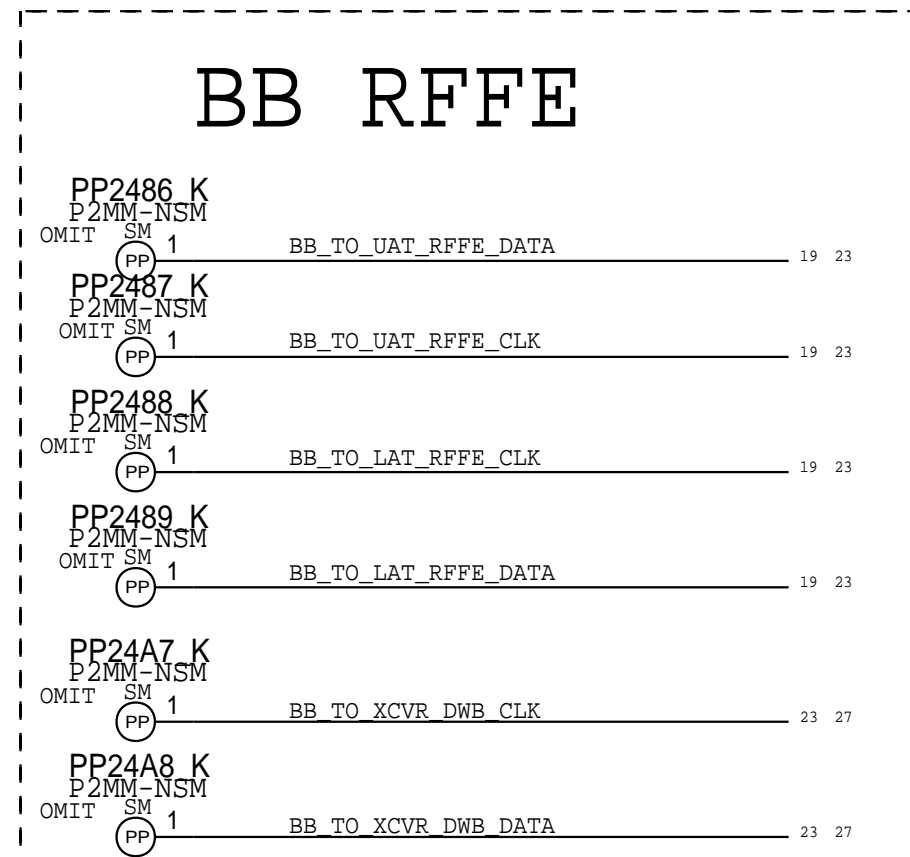 BB RFFE
PP2486_K
P2MM-NSM
OMIT SM
PP 1 BB_TO_UAT_RFFE_DATA 19 23
PP2487_K
P2MM-NSM
OMIT SM
PP 1 BB_TO_UAT_RFFE_CLK 19 23
PP2488_K
P2MM-NSM
OMIT SM
PP 1 BB_TO_LAT_RFFE_CLK 19 23
PP2489_K
P2MM-NSM
OMIT SM
PP 1 BB_TO_LAT_RFFE_DATA 19 23
PP24A7_K
P2MM-NSM
OMIT SM
PP 1 BB_TO_XCVR_DWB_CLK 23 27
PP24A8_K
P2MM-NSM
OMIT SM
PP 1 BB_TO_XCVR_DWB_DATA 23 27